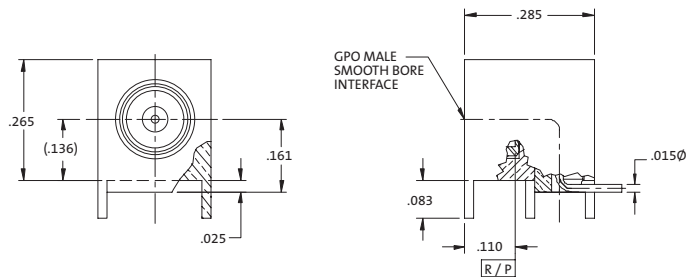 .285
GPO MALE
SMOOTH BORE
INTERFACE
.265
(.136)
.161
.015Ø
.083
.025
.110
R / P